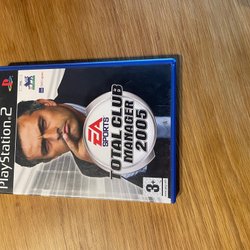 PlayStation.2
EA
SPORTS
TOTAL CLUB
MANAGER
2005
3+